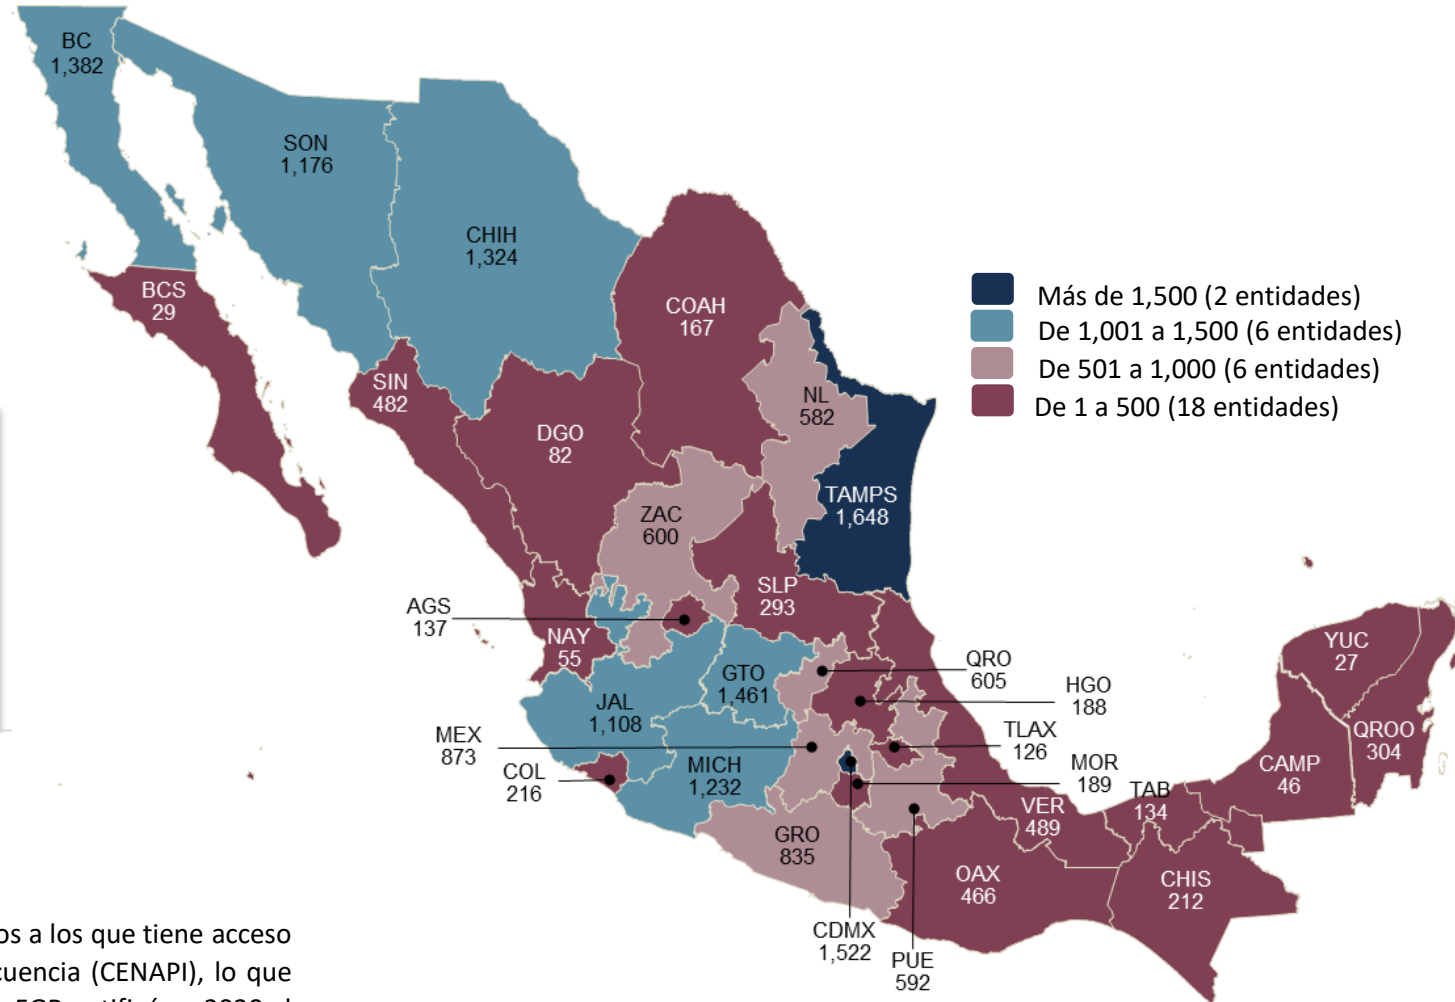 BC
1,382
SON
1,176
CHIH
1,324
BCS
29
COAH
167
SIN
482
NL
582
DGO
82
TAMPS
1,648
ZAC
600
SLP
293
AGS
137
NAY
55
QRO
605
GTO
1,461
HGO
188
JAL
1,108
MEX
873
TLAX
126
COL
216
MICH
1,232
MOR
189
YUC
27
QROO
304
CAMP
46
TAB
134
VER
489
GRO
835
OAX
466
CHIS
212
CDMX
1,522
PUE
592
Más de 1,500 (2 entidades)
De 1,001 a 1,500 (6 entidades)
De 501 a 1,000 (6 entidades)
De 1 a 500 (18 entidades)
os a los que tiene acceso
cuencia (CENAPI), lo que